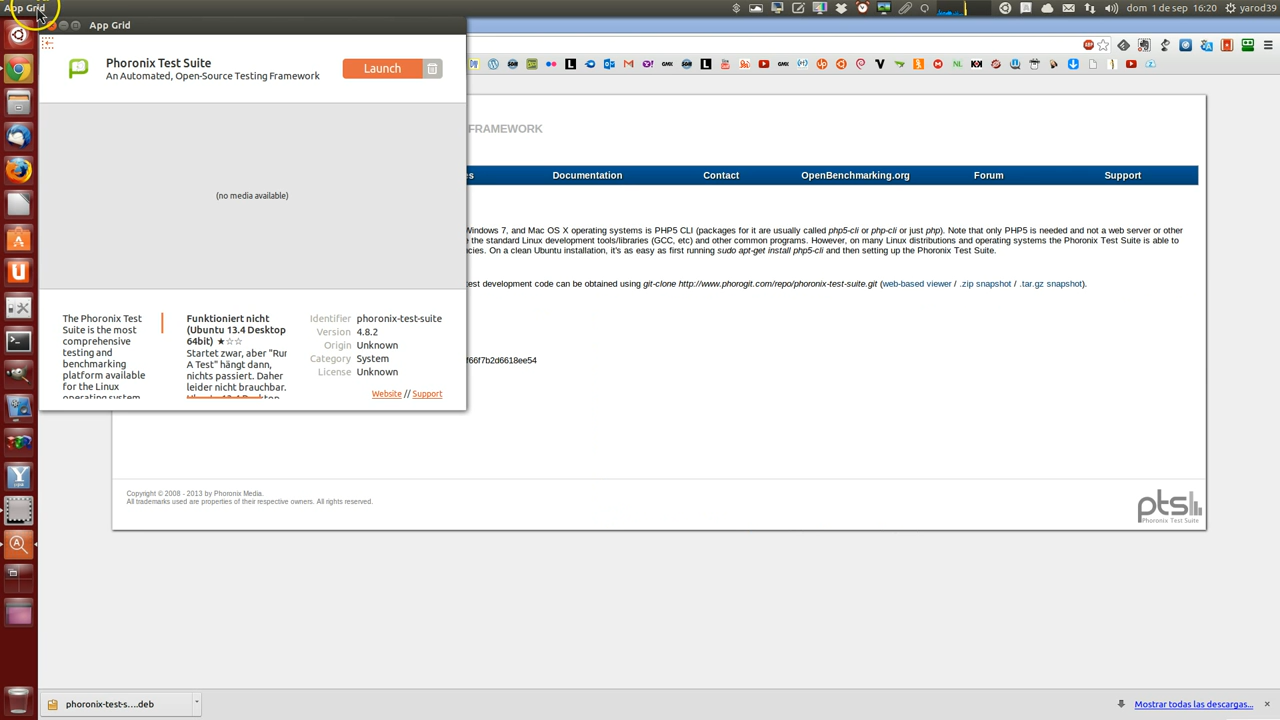 App Grid
dom 1 decem 15:20
yarod39
App Grid
Phoronix Test Suite
An Automated, Open-Source Testing Framework
Launch
(no media available)
The Phoronix Test
Suite is the most
comprehensive
testing and
benchmarking
platform available
for the Linux
operating system
Funktioniert nicht
(Ubuntu 13.4 Desktop
64bit) ★☆☆
Startet zwar, aber "Rur
A Test" hängt dann,
nichts passiert. Daher
leider nicht brauchbar.
Ubuntu 13.4 Desktop
Identifier phoronix-test-suite
Version 4.8.2
Origin Unknown
Category System
License Unknown
Website // Support
FRAMEWORK
es Documentation Contact OpenBenchmarking.org Forum Support
Windows 7, and Mac OS X operating systems is PHP5 CLI (packages for it are usually called php5-cli or php-cli or just php). Note that only PHP5 is needed and not a web server or other
e the standard Linux development tools/libraries (GCC, etc) and other common programs. However, on many Linux distributions and operating systems the Phoronix Test Suite is able to
cies. On a clean Ubuntu installation, it's as easy as first running sudo apt-get install php5-cli and then setting up the Phoronix Test Suite.
test development code can be obtained using git-clone http://www.phorogit.com/repo/phoronix-test-suite.git (web-based viewer / .zip snapshot / .tar.gz snapshot).
f66f7b2d6618ee54
Copyright © 2008 - 2013 by Phoronix Media.
All trademarks used are properties of their respective owners. All rights reserved.
pts
Phoronix Test Suite
phoronix-test-s....deb
Mostrar todas las descargas...